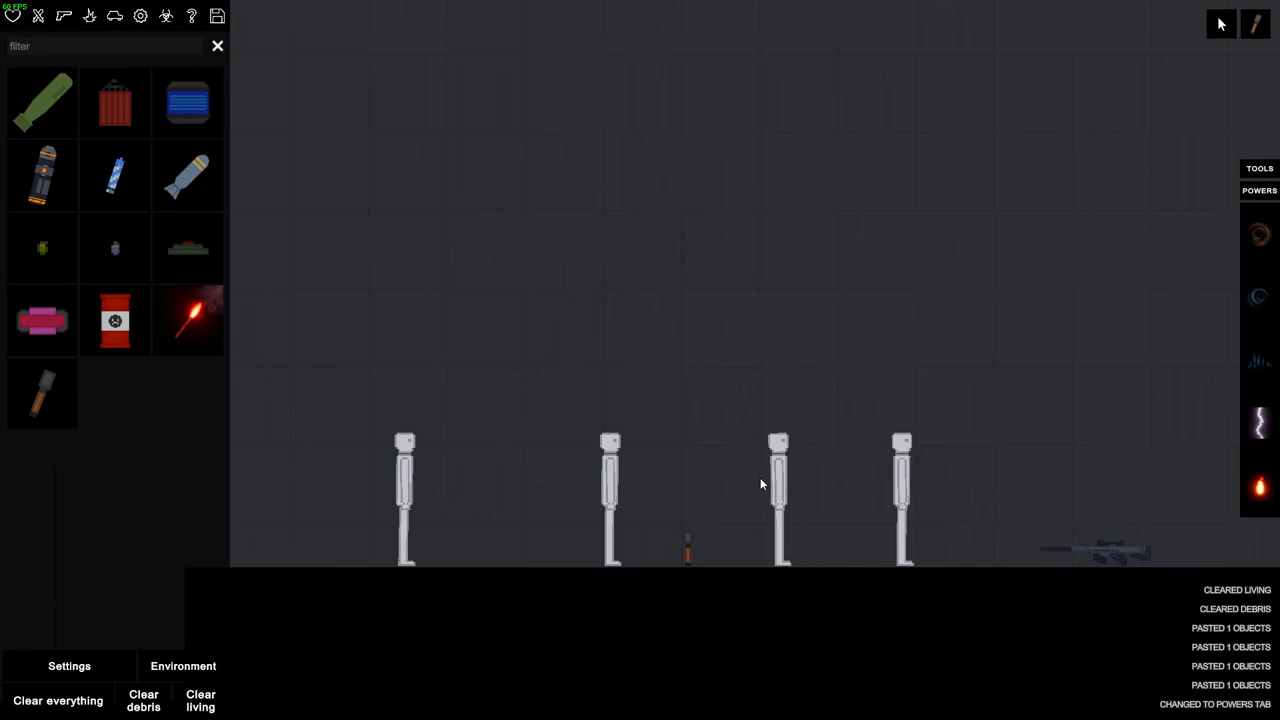 60 FPS
filter
TOOLS
POWERS
CLEARED LIVING
CLEARED DEBRIS
PASTED 1 OBJECTS
PASTED 1 OBJECTS
PASTED 1 OBJECTS
PASTED 1 OBJECTS
CHANGED TO POWERS TAB
Settings
Environment
Clear everything
Clear
debris
Clear
living